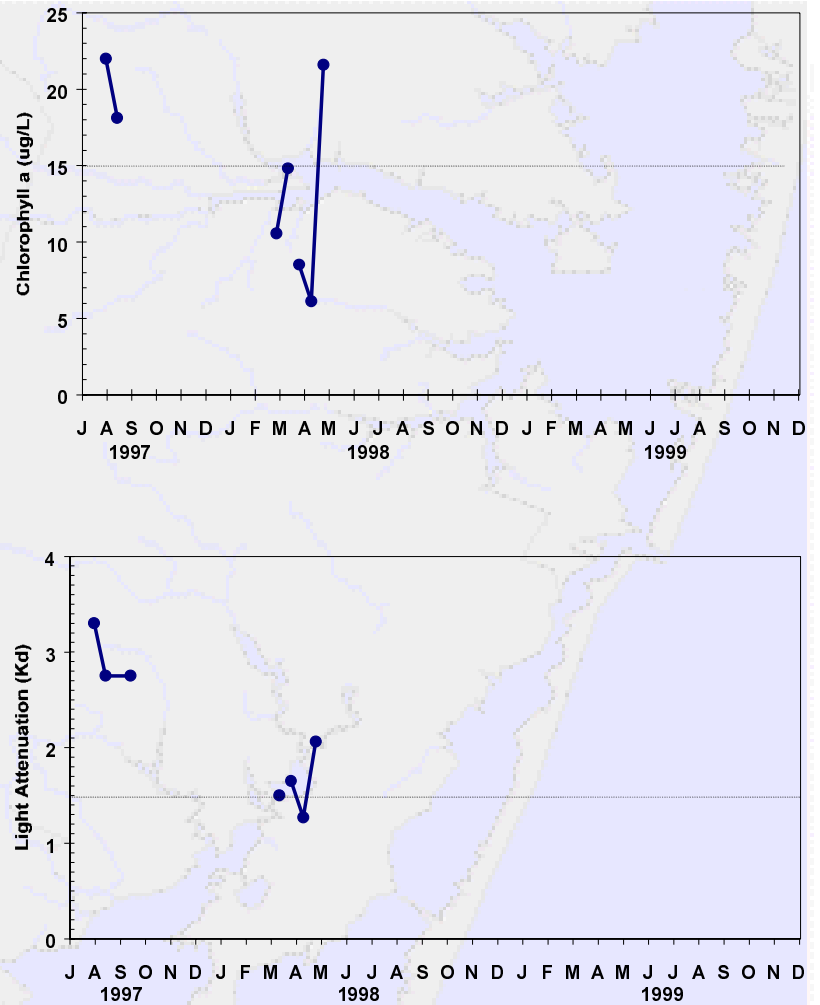 25
20
15
10
5
0
Chlorophyll a (ug/L)
J A S O N D J F M A M J J A S O N D J F M A M J J A S O N D
1997 1998 1999
4
3
2
1
0
Light Attenuation (Kd)
J A S O N D J F M A M J J A S O N D J F M A M J J A S O N D
1997 1998 1999